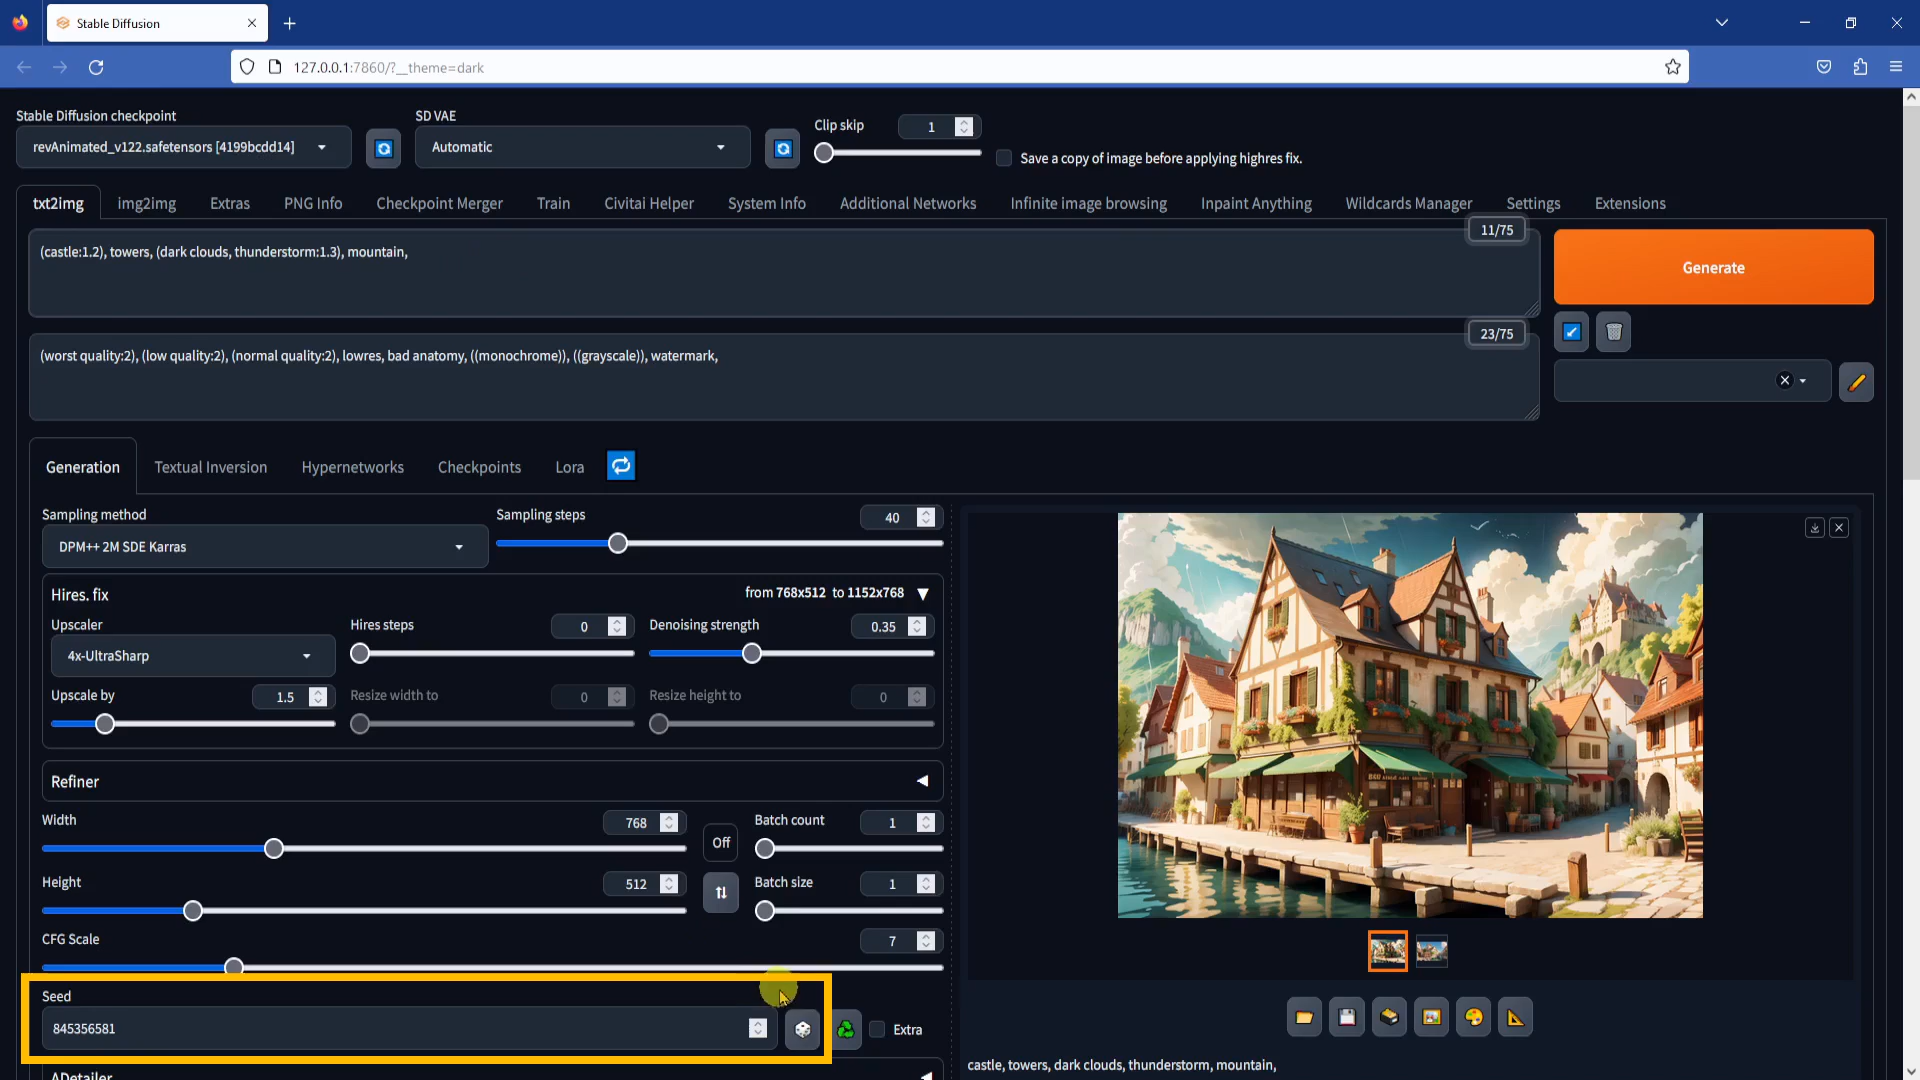 Stable Diffusion
127.0.0.1:7860/?__theme=dark
Stable Diffusion checkpoint
SD VAE
Clip skip
1
revAnimated_v122.safetensors [4199bcdd14]
Automatic
Save a copy of image before applying highres fix.
txt2img
img2img
Extras
PNG Info
Checkpoint Merger
Train
Civitai Helper
System Info
Additional Networks
Infinite image browsing
Inpaint Anything
Wildcards Manager
Settings
Extensions
11/75
(castle:1.2), towers, (dark clouds, thunderstorm:1.3), mountain,
Generate
23/75
(worst quality:2), (low quality:2), (normal quality:2), lowres, bad anatomy, ((monochrome)), ((grayscale)), watermark,
Generation
Textual Inversion
Hypernetworks
Checkpoints
Lora
Sampling method
DPM++ 2M SDE Karras
Sampling steps
40
Hires. fix
from 768x512 to 1152x768
Upscaler
4x-UltraSharp
Hires steps
0
Denoising strength
0.35
Upscale by
1.5
Resize width to
0
Resize height to
0
Refiner
Width
768
Off
Batch count
1
Height
512
Batch size
1
CFG Scale
7
Seed
845356581
Extra
ADetailer
castle, towers, dark clouds, thunderstorm, mountain,